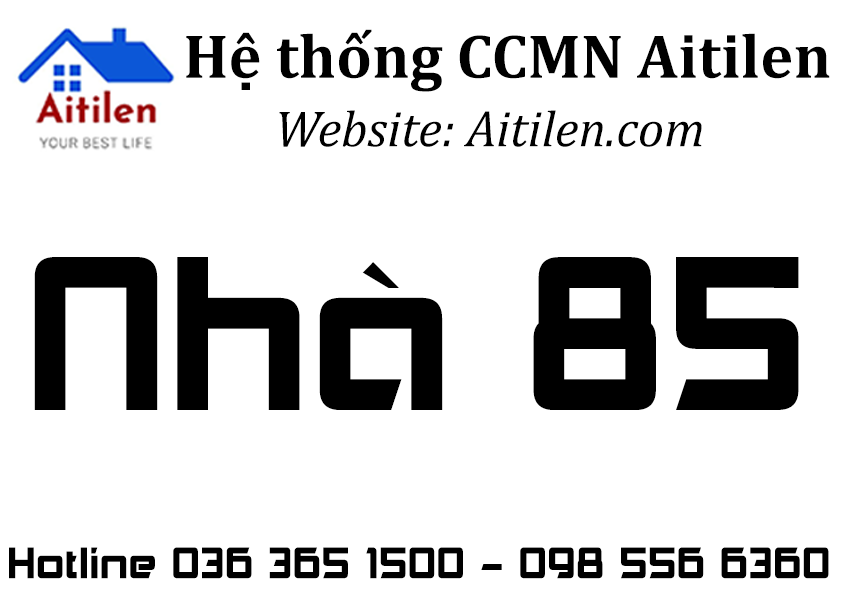 Hệ thống CCMN Aitilen
Aitilen
YOUR BEST LIFE
Website: Aitilen.com
Nhà 85
Hotline 036 365 1500 - 098 556 6360